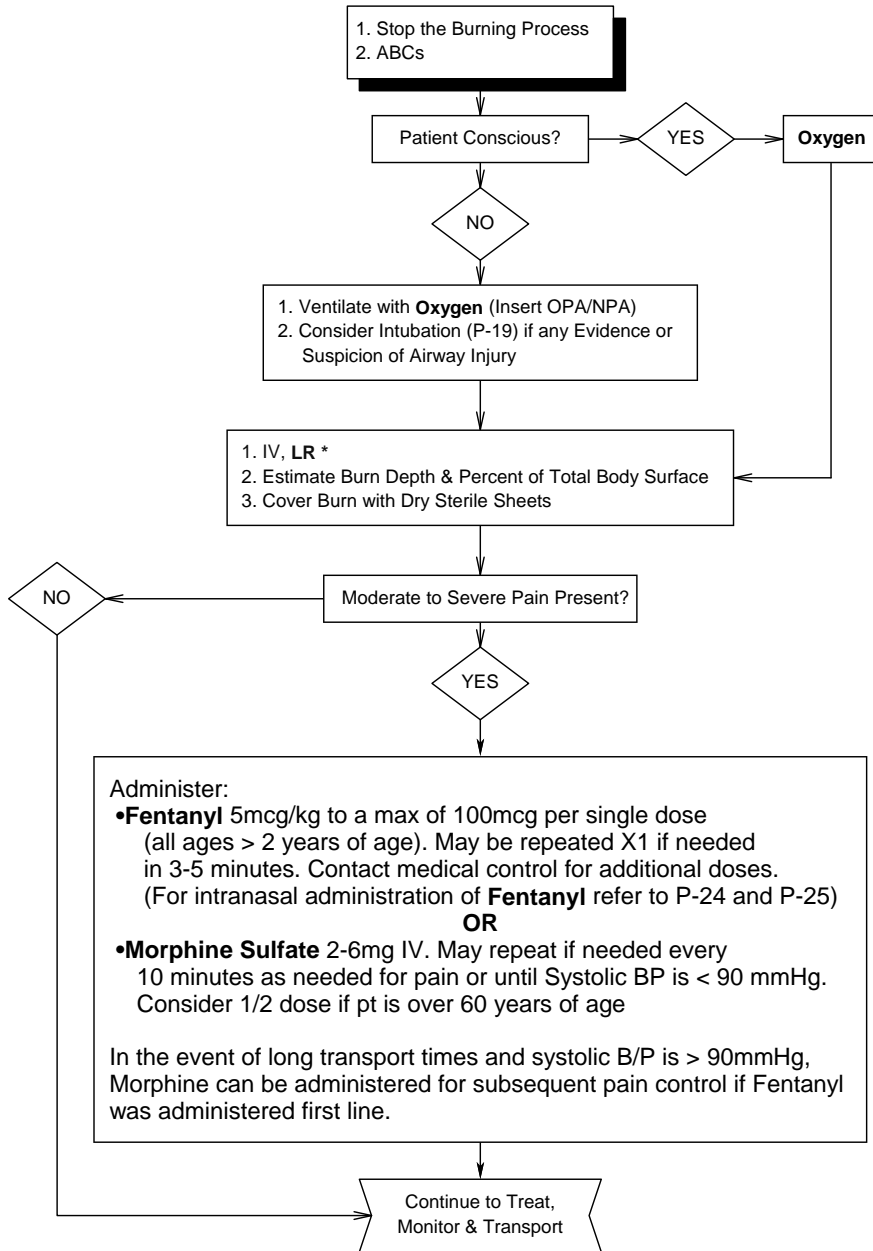 1. Stop the Burning Process
2. ABCs
Patient Conscious?
YES
Oxygen
NO
1. Ventilate with Oxygen (Insert OPA/NPA)
2. Consider Intubation (P-19) if any Evidence or
Suspicion of Airway Injury
1. IV, LR *
2. Estimate Burn Depth & Percent of Total Body Surface
3. Cover Burn with Dry Sterile Sheets
Moderate to Severe Pain Present?
NO
YES
Administer:
•Fentanyl 5mcg/kg to a max of 100mcg per single dose
(all ages > 2 years of age). May be repeated X1 if needed
in 3-5 minutes. Contact medical control for additional doses.
(For intranasal administration of Fentanyl refer to P-24 and P-25)
OR
•Morphine Sulfate 2-6mg IV. May repeat if needed every
10 minutes as needed for pain or until Systolic BP is < 90 mmHg.
Consider 1/2 dose if pt is over 60 years of age
In the event of long transport times and systolic B/P is > 90mmHg,
Morphine can be administered for subsequent pain control if Fentanyl
was administered first line.
Continue to Treat,
Monitor & Transport